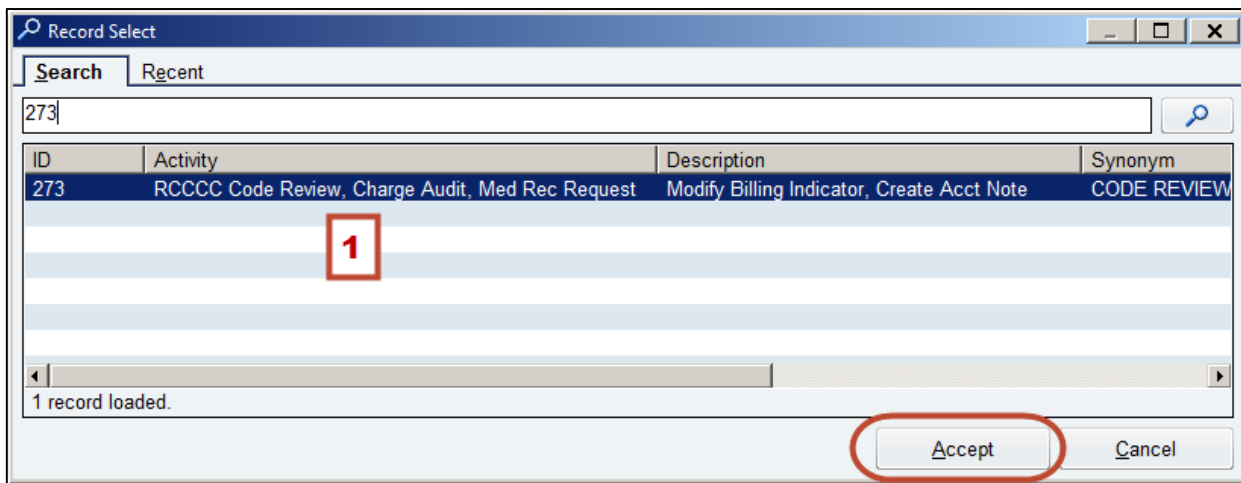 Record Select
Search Recent
273
ID Activity Description Synonym
273 RCCCC Code Review, Charge Audit, Med Rec Request Modify Billing Indicator, Create Acct Note CODE REVIEW
1
1 record loaded.
Accept Cancel